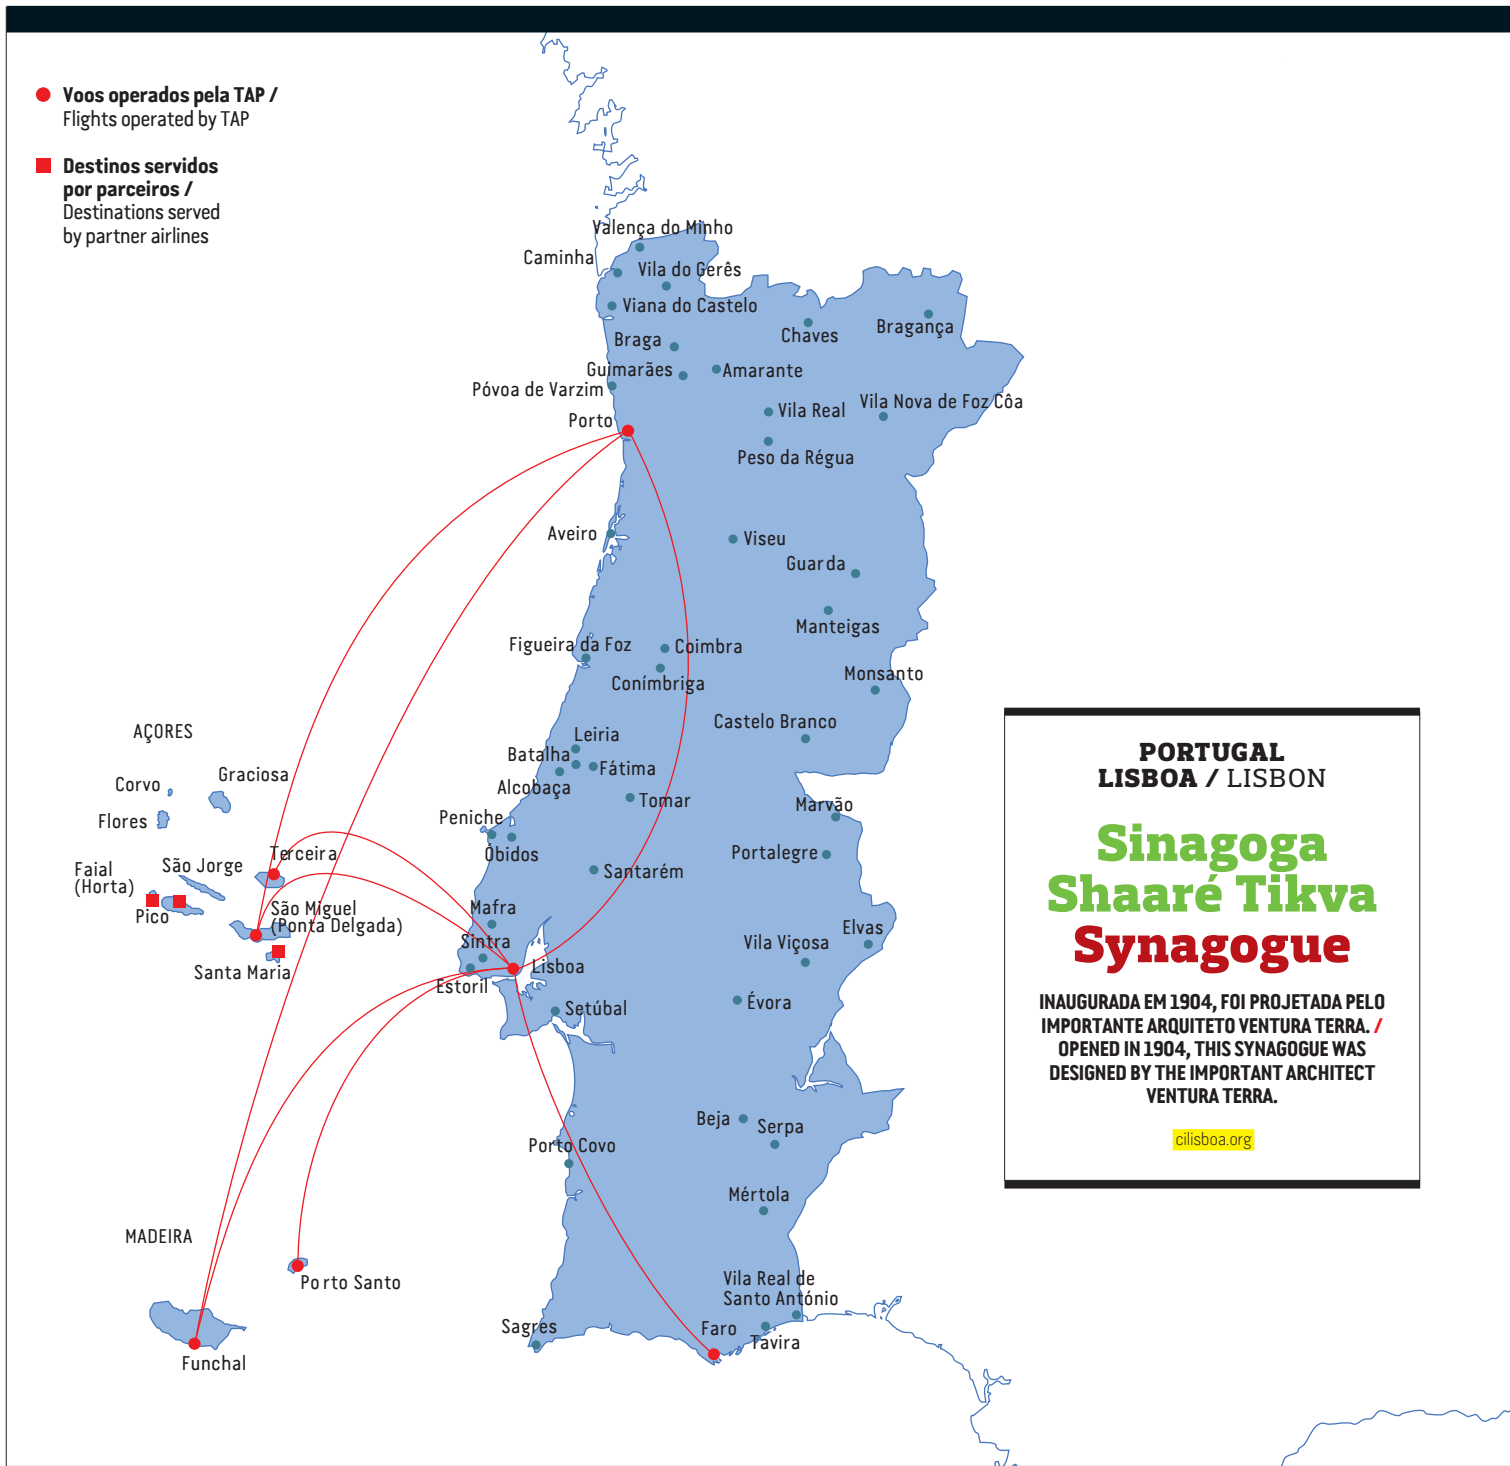 Voos operados pela TAP /
Flights operated by TAP
Destinos servidos
por parceiros /
Destinations served
by partner airlines
Valença do Minho
Caminha
Vila do Gerês
Viana do Castelo
Chaves
Bragança
Braga
Guimarães
Amarante
Póvoa de Varzim
Vila Real
Vila Nova de Foz Côa
Porto
Peso da Régua
Aveiro
Viseu
Guarda
Manteigas
Figueira da Foz
Coimbra
Conímbriga
Monsanto
Castelo Branco
Leiria
Batalha
Fátima
Alcobaça
Tomar
Marvão
Peniche
Óbidos
Portalegre
Santarém
Mafra
Sintra
Elvas
Vila Viçosa
Lisboa
Estoril
Setúbal
Évora
Beja
Serpa
Porto Covo
Mértola
Vila Real de
Santo António
Sagres
Faro
Tavira
AÇORES
Corvo
Graciosa
Flores
Terceira
Faial
(Horta)
São Jorge
Pico
São Miguel
(Ponta Delgada)
Santa Maria
MADEIRA
Porto Santo
Funchal
PORTUGAL
LISBOA / LISBON
Sinagoga
Shaaré Tikva
Synagogue
INAUGURADA EM 1904, FOI PROJETADA PELO
IMPORTANTE ARQUITETO VENTURA TERRA. /
OPENED IN 1904, THIS SYNAGOGUE WAS
DESIGNED BY THE IMPORTANT ARCHITECT
VENTURA TERRA.
cilisboa.org